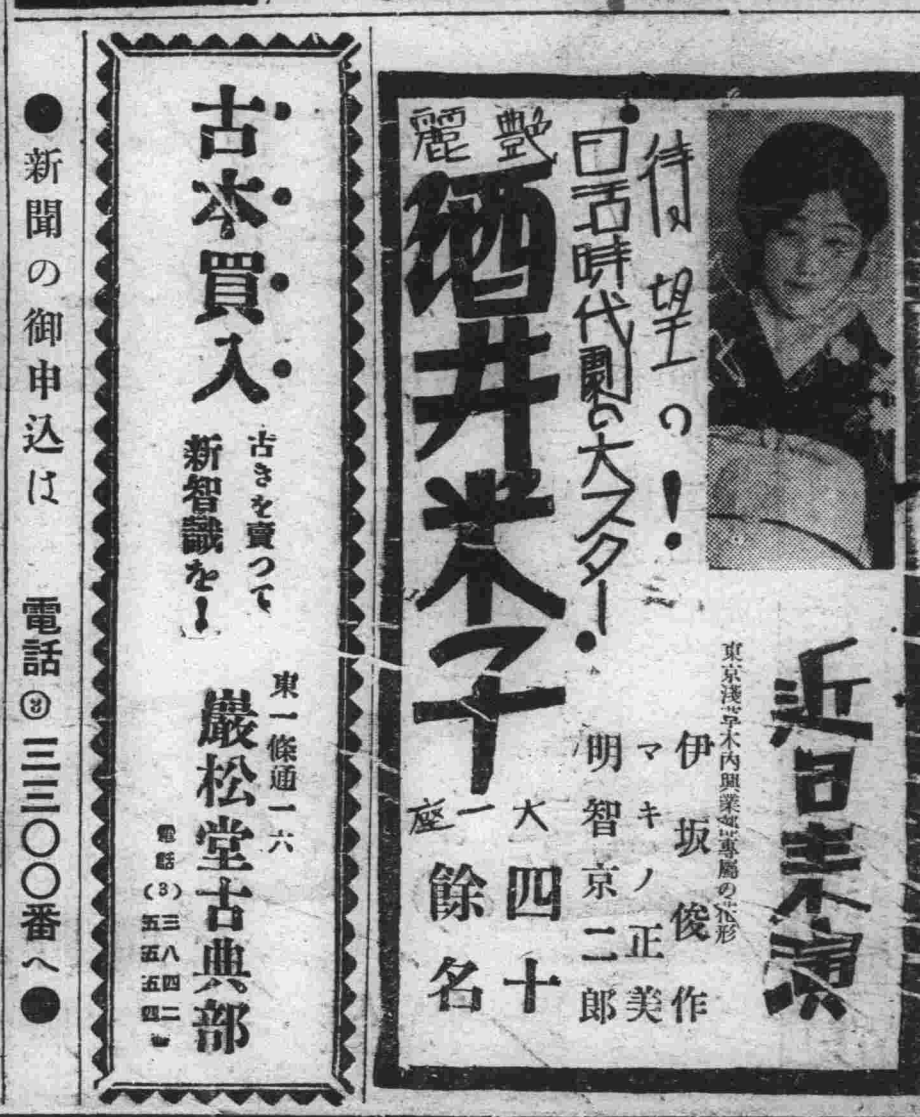 近日来演
東京淺草木内興業部專屬の花形
伊坂俊作
マキノ正美
明智京二郎
待望の！
日活時代劇の大スター
艶麗
酒井米子
大一座
四十餘名
古本買入
古きを賣つて
新智識を！
東一條通一六
巖松堂古典部
電話(3)三八四二
五五五四番
●新聞の御申込は 電話③三三〇〇番へ●